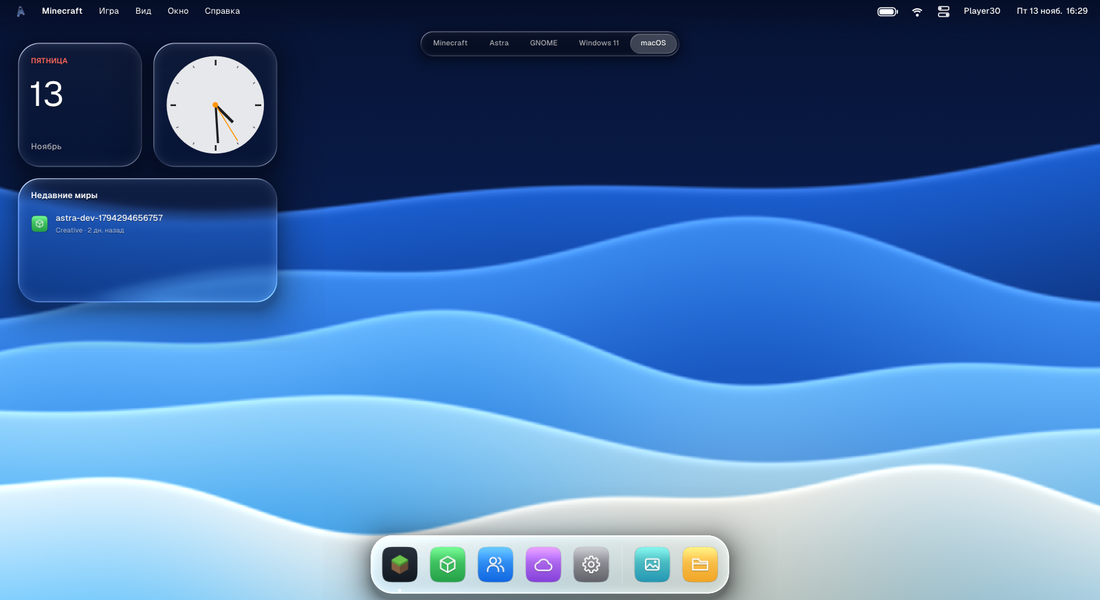 Minecraft Игра Вид Окно Справка Player30 Пт 13 нояб. 16:29
Minecraft Astra GNOME Windows 11 macOS
ПЯТНИЦА
13
Ноябрь
Недавние миры
astra-dev-1794294656757
Creative · 2 дн. назад